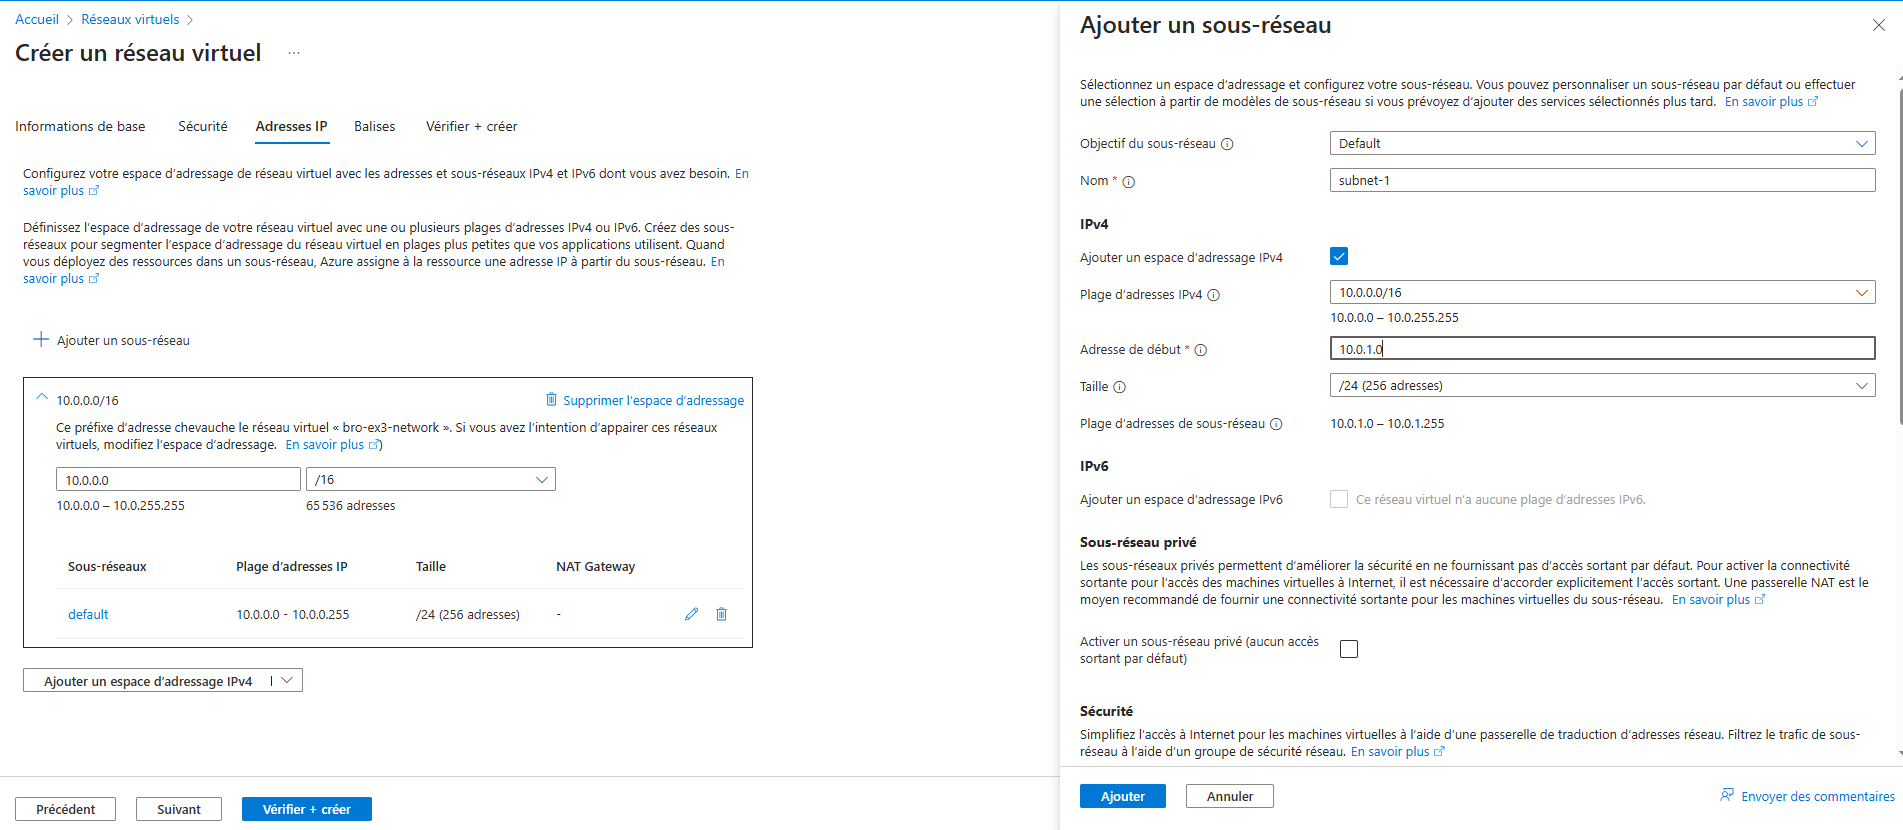 Accueil > Réseaux virtuels >
Créer un réseau virtuel ...
Informations de base Sécurité Adresses IP Balises Vérifier + créer
Configurez votre espace d’adressage de réseau virtuel avec les adresses et sous-réseaux IPv4 et IPv6 dont vous avez besoin. En
savoir plus
Définissez l’espace d’adressage de votre réseau virtuel avec une ou plusieurs plages d’adresses IPv4 ou IPv6. Créez des sous-
réseaux pour segmenter l’espace d’adressage du réseau virtuel en plages plus petites que vos applications utilisent. Quand
vous déployez des ressources dans un sous-réseau, Azure assigne à la ressource une adresse IP à partir du sous-réseau. En
savoir plus
Ajouter un sous-réseau
10.0.0.0/16 Supprimer l’espace d’adressage
Ce préfixe d’adresse chevauche le réseau virtuel « bro-ex3-network ». Si vous avez l’intention d’appairer ces réseaux
virtuels, modifiez l’espace d’adressage. En savoir plus )
10.0.0.0 /16
10.0.0.0 – 10.0.255.255 65 536 adresses
Sous-réseaux Plage d’adresses IP Taille NAT Gateway
default 10.0.0.0 - 10.0.0.255 /24 (256 adresses) -
Ajouter un espace d’adressage IPv4 |
Précédent Suivant Vérifier + créer
Ajouter un sous-réseau
Sélectionnez un espace d’adressage et configurez votre sous-réseau. Vous pouvez personnaliser un sous-réseau par défaut ou effectuer
une sélection à partir de modèles de sous-réseau si vous prévoyez d’ajouter des services sélectionnés plus tard. En savoir plus
Objectif du sous-réseau Default
Nom * subnet-1
IPv4
Ajouter un espace d’adressage IPv4
Plage d’adresses IPv4 10.0.0.0/16
10.0.0.0 – 10.0.255.255
Adresse de début * 10.0.1.0
Taille /24 (256 adresses)
Plage d’adresses de sous-réseau 10.0.1.0 – 10.0.1.255
IPv6
Ajouter un espace d’adressage IPv6 Ce réseau virtuel n’a aucune plage d’adresses IPv6.
Sous-réseau privé
Les sous-réseaux privés permettent d’améliorer la sécurité en ne fournissant pas d’accès sortant par défaut. Pour activer la connectivité
sortante pour l’accès des machines virtuelles à Internet, il est nécessaire d’accorder explicitement l’accès sortant. Une passerelle NAT est le
moyen recommandé de fournir une connectivité sortante pour les machines virtuelles du sous-réseau. En savoir plus
Activer un sous-réseau privé (aucun accès
sortant par défaut)
Sécurité
Simplifiez l’accès à Internet pour les machines virtuelles à l’aide d’une passerelle de traduction d’adresses réseau. Filtrez le trafic de sous-
réseau à l’aide d’un groupe de sécurité réseau. En savoir plus
Ajouter Annuler Envoyer des commentaires